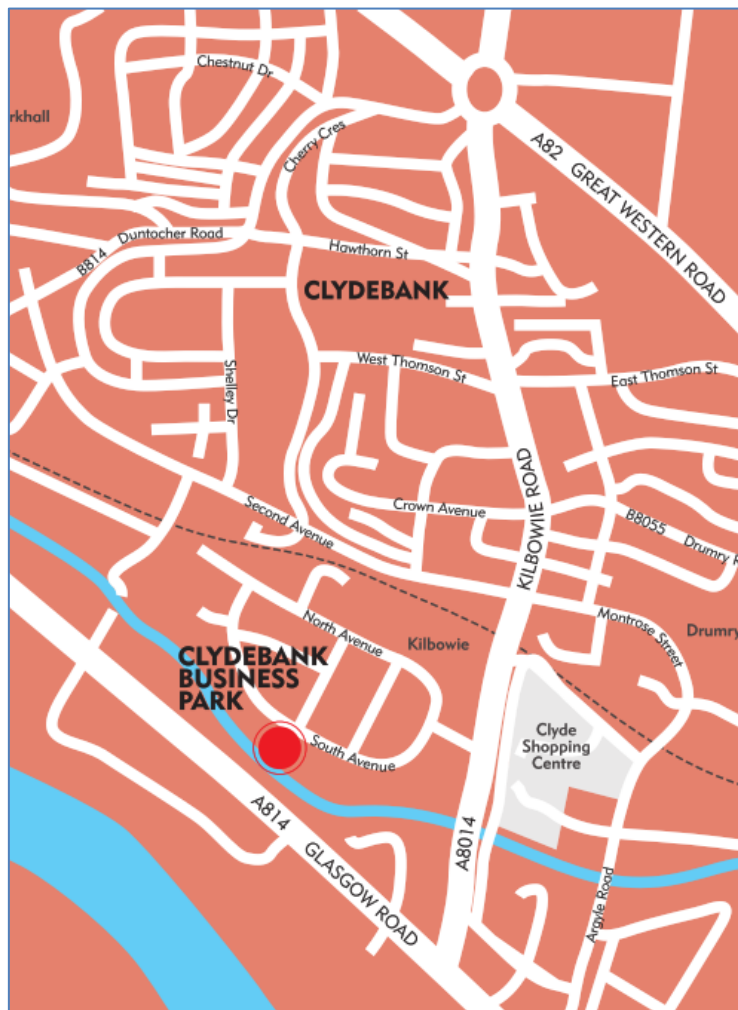 Chestnut Dr
rkhall
Cherry Cres
A82 GREAT WESTERN ROAD
Duntocher Road
B814
Hawthorn St
CLYDEBANK
West Thomson St
East Thomson St
Shelley Dr
KILBOWIE ROAD
Crown Avenue
Second Avenue
B8055
Drumry R
North Avenue
Montrose Street
Kilbowie
Drumry
CLYDEBANK
BUSINESS
PARK
South Avenue
Clyde
Shopping
Centre
A814 GLASGOW ROAD
A8014
Argyle Road